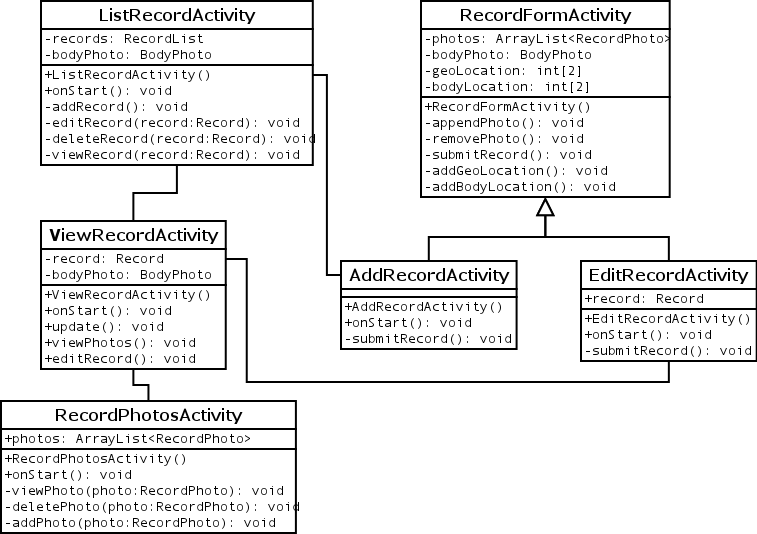 ListRecordActivity
-records: RecordList
-bodyPhoto: BodyPhoto
+ListRecordActivity()
+onStart(): void
-addRecord(): void
-editRecord(record:Record): void
-deleteRecord(record:Record): void
-viewRecord(record:Record): void
RecordFormActivity
-photos: ArrayList<RecordPhoto>
-bodyPhoto: BodyPhoto
-geoLocation: int[2]
-bodyLocation: int[2]
+RecordFormActivity()
-appendPhoto(): void
-removePhoto(): void
-submitRecord(): void
-addGeoLocation(): void
-addBodyLocation(): void
ViewRecordActivity
-record: Record
-bodyPhoto: BodyPhoto
+ViewRecordActivity()
+onStart(): void
+update(): void
+viewPhotos(): void
+editRecord(): void
AddRecordActivity
+AddRecordActivity()
+onStart(): void
-submitRecord(): void
EditRecordActivity
+record: Record
+EditRecordActivity()
+onStart(): void
-submitRecord(): void
RecordPhotosActivity
+photos: ArrayList<RecordPhoto>
+RecordPhotosActivity()
+onStart(): void
-viewPhoto(photo:RecordPhoto): void
-deletePhoto(photo:RecordPhoto): void
-addPhoto(photo:RecordPhoto): void